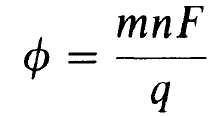 ϕ = mnF / q